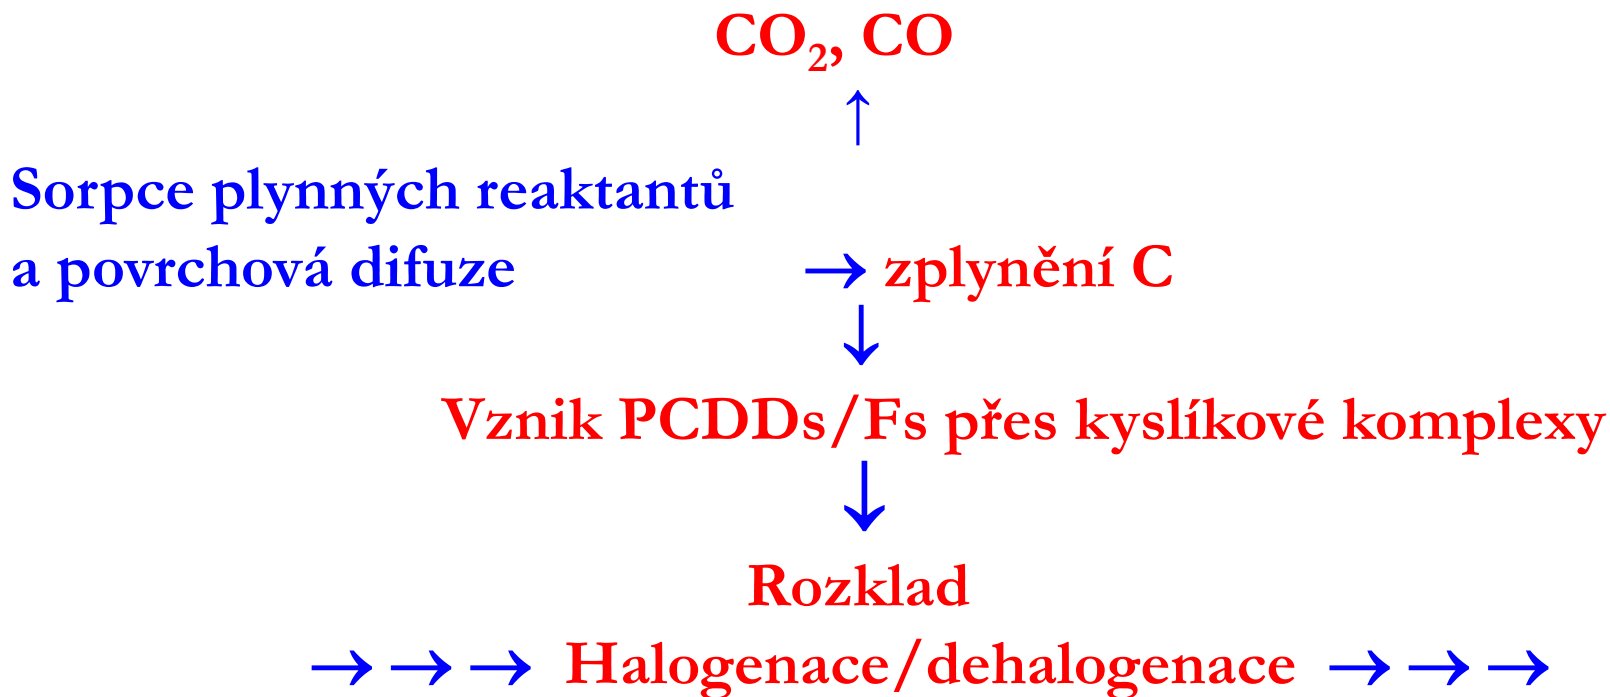 CO₂, CO
↑
Sorpce plynných reaktantů
a povrchová difuze → zplynění C
↓
Vznik PCDDs/Fs přes kyslíkové komplexy
↓
Rozklad
→ → → Halogenace/dehalogenace → → →